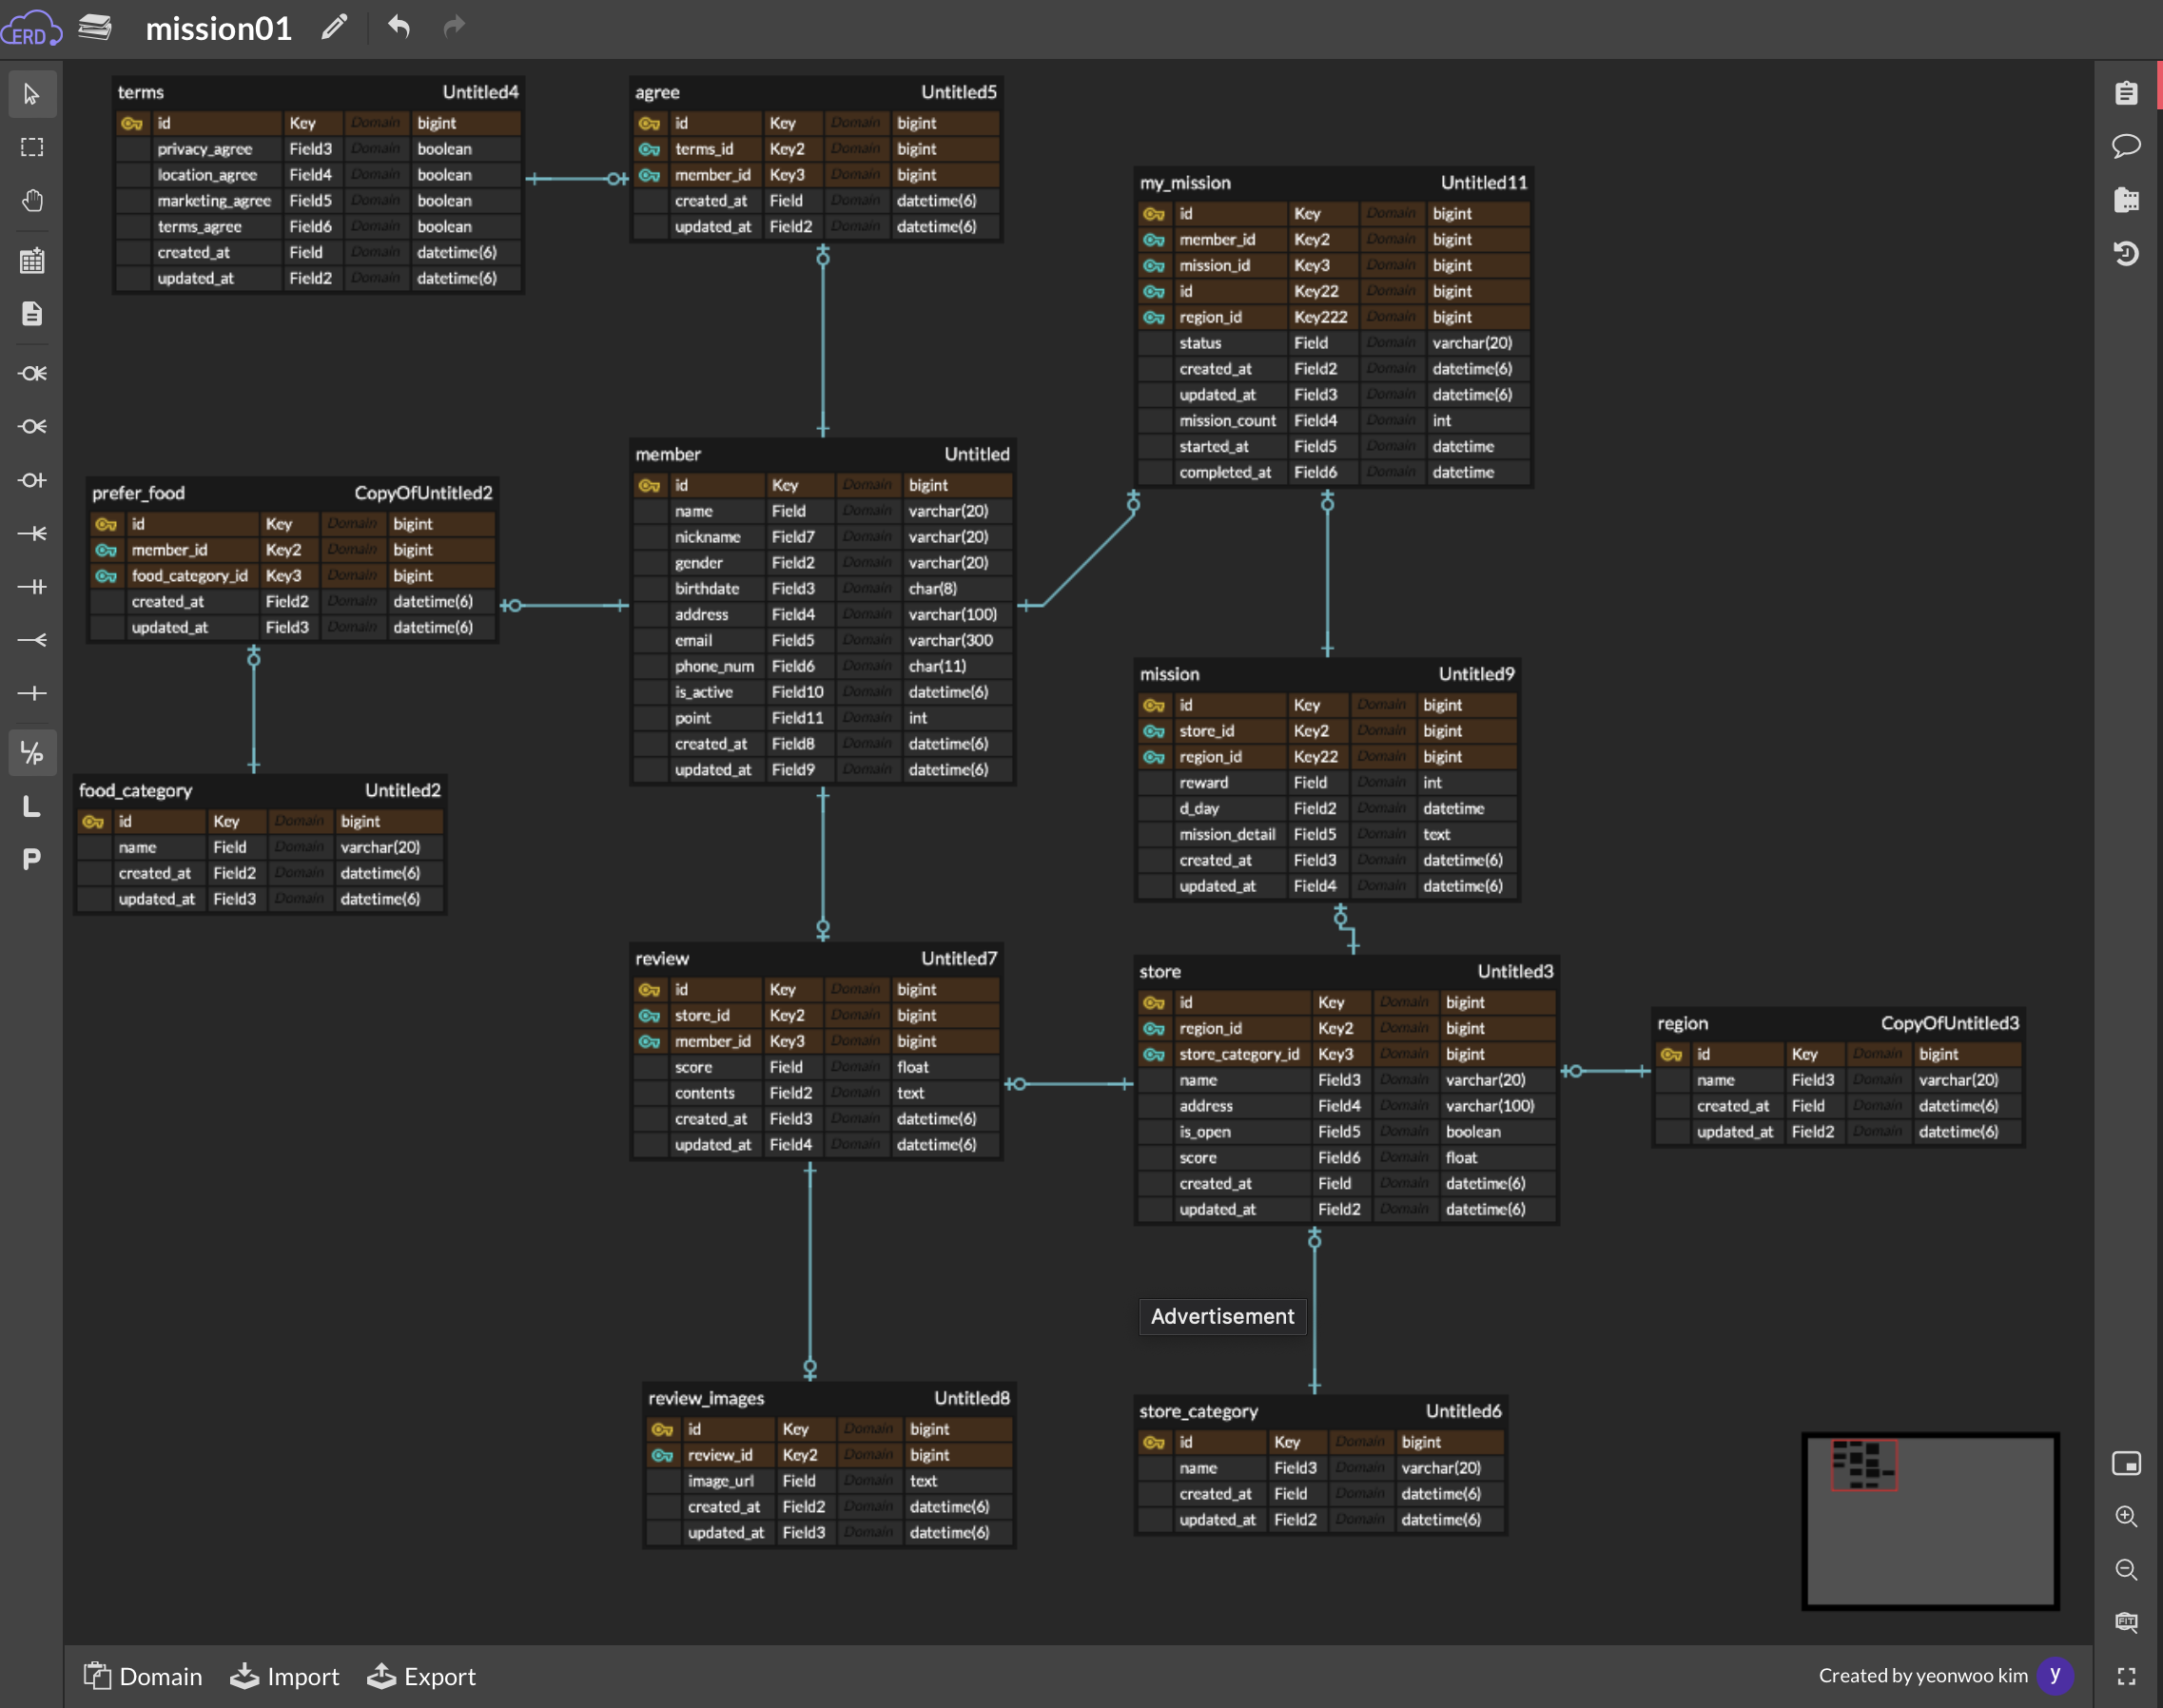 ERD
mission01
terms Untitled4
id Key Domain bigint
privacy_agree Field3 Domain boolean
location_agree Field4 Domain boolean
marketing_agree Field5 Domain boolean
terms_agree Field6 Domain boolean
created_at Field Domain datetime(6)
updated_at Field2 Domain datetime(6)
agree Untitled5
id Key Domain bigint
terms_id Key2 Domain bigint
member_id Key3 Domain bigint
created_at Field Domain datetime(6)
updated_at Field2 Domain datetime(6)
my_mission Untitled11
id Key Domain bigint
member_id Key2 Domain bigint
mission_id Key3 Domain bigint
id Key22 Domain bigint
region_id Key222 Domain bigint
status Field Domain varchar(20)
created_at Field2 Domain datetime(6)
updated_at Field3 Domain datetime(6)
mission_count Field4 Domain int
started_at Field5 Domain datetime
completed_at Field6 Domain datetime
prefer_food CopyOfUntitled2
id Key Domain bigint
member_id Key2 Domain bigint
food_category_id Key3 Domain bigint
created_at Field2 Domain datetime(6)
updated_at Field3 Domain datetime(6)
member Untitled
id Key Domain bigint
name Field Domain varchar(20)
nickname Field7 Domain varchar(20)
gender Field2 Domain varchar(20)
birthdate Field3 Domain char(8)
address Field4 Domain varchar(100)
email Field5 Domain varchar(300
phone_num Field6 Domain char(11)
is_active Field10 Domain datetime(6)
point Field11 Domain int
created_at Field8 Domain datetime(6)
updated_at Field9 Domain datetime(6)
mission Untitled9
id Key Domain bigint
store_id Key2 Domain bigint
region_id Key22 Domain bigint
reward Field Domain int
d_day Field2 Domain datetime
mission_detail Field5 Domain text
created_at Field3 Domain datetime(6)
updated_at Field4 Domain datetime(6)
food_category Untitled2
id Key Domain bigint
name Field Domain varchar(20)
created_at Field2 Domain datetime(6)
updated_at Field3 Domain datetime(6)
review Untitled7
id Key Domain bigint
store_id Key2 Domain bigint
member_id Key3 Domain bigint
score Field Domain float
contents Field2 Domain text
created_at Field3 Domain datetime(6)
updated_at Field4 Domain datetime(6)
store Untitled3
id Key Domain bigint
region_id Key2 Domain bigint
store_category_id Key3 Domain bigint
name Field3 Domain varchar(20)
address Field4 Domain varchar(100)
is_open Field5 Domain boolean
score Field6 Domain float
created_at Field Domain datetime(6)
updated_at Field2 Domain datetime(6)
region CopyOfUntitled3
id Key Domain bigint
name Field3 Domain varchar(20)
created_at Field Domain datetime(6)
updated_at Field2 Domain datetime(6)
Advertisement
review_images Untitled8
id Key Domain bigint
review_id Key2 Domain bigint
image_url Field Domain text
created_at Field2 Domain datetime(6)
updated_at Field3 Domain datetime(6)
store_category Untitled6
id Key Domain bigint
name Field3 Domain varchar(20)
created_at Field Domain datetime(6)
updated_at Field2 Domain datetime(6)
L/P
L
P
FIT
Domain Import Export
Created by yeonwoo kim y